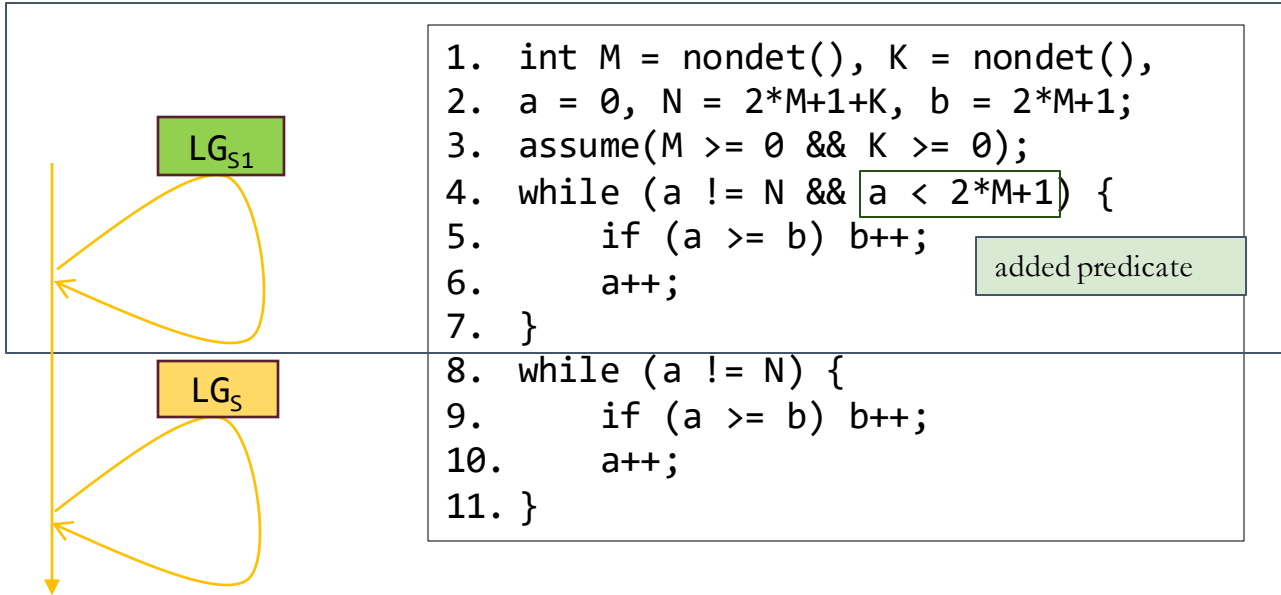 LGS1
1. int M = nondet(), K = nondet(),
2. a = 0, N = 2*M+1+K, b = 2*M+1;
3. assume(M >= 0 && K >= 0);
4. while (a != N && a < 2*M+1) {
5. if (a >= b) b++;
added predicate
6. a++;
7. }
LGS
8. while (a != N) {
9. if (a >= b) b++;
10. a++;
11. }